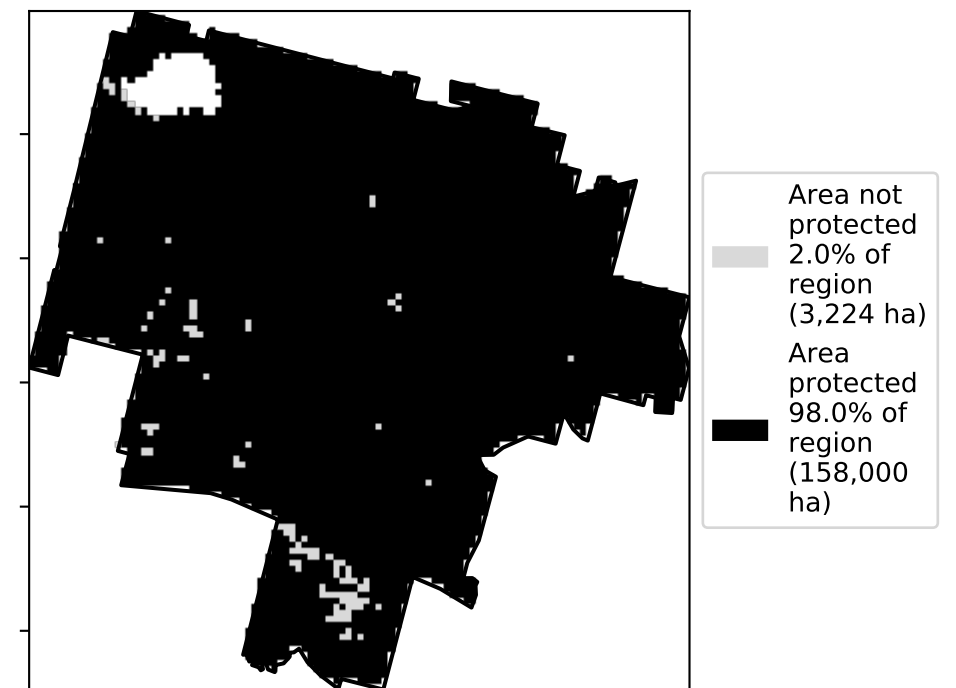 Area not
protected
2.0% of
region
(3,224 ha)
Area
protected
98.0% of
region
(158,000
ha)